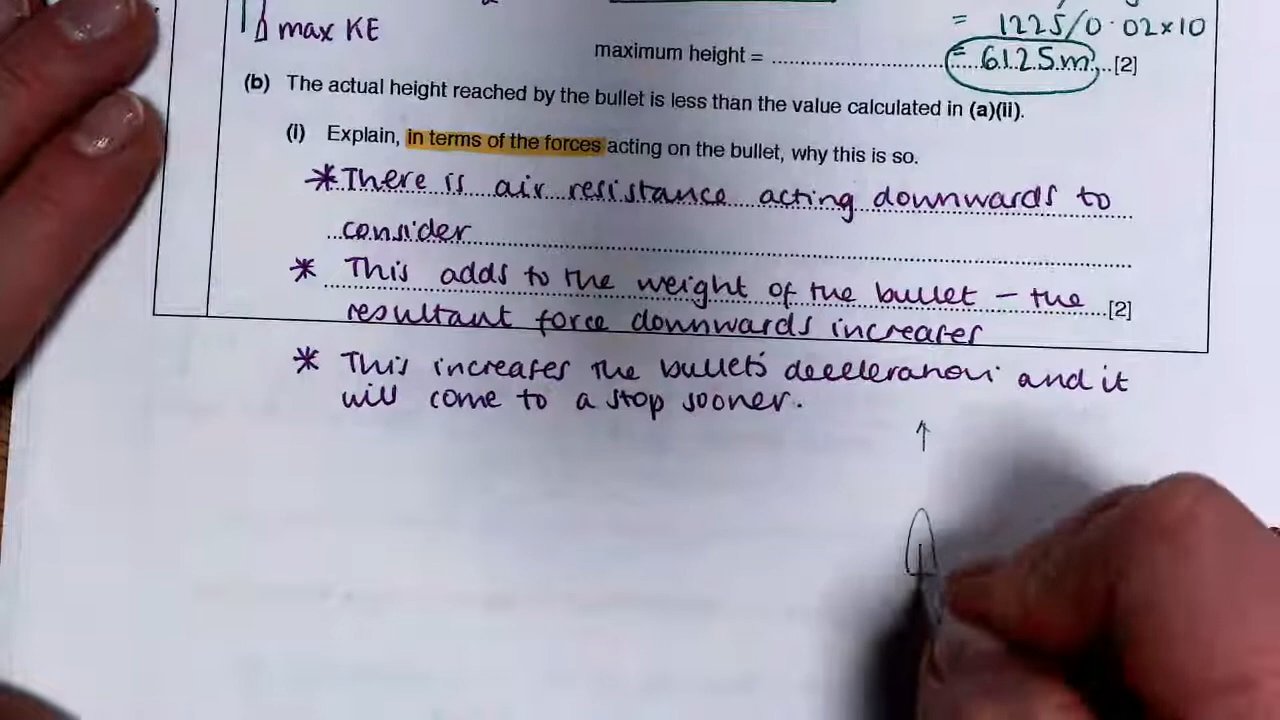 max KE
= 1225/0.02×10
maximum height = = 6125m [2]
(b) The actual height reached by the bullet is less than the value calculated in (a)(ii).
(i) Explain, in terms of the forces acting on the bullet, why this is so.
* There is air resistance acting downwards to
consider
* This adds to the weight of the bullet – the
[2]
resultant force downwards increases
* This increases the bullet's deceleration and it
will come to a stop sooner.